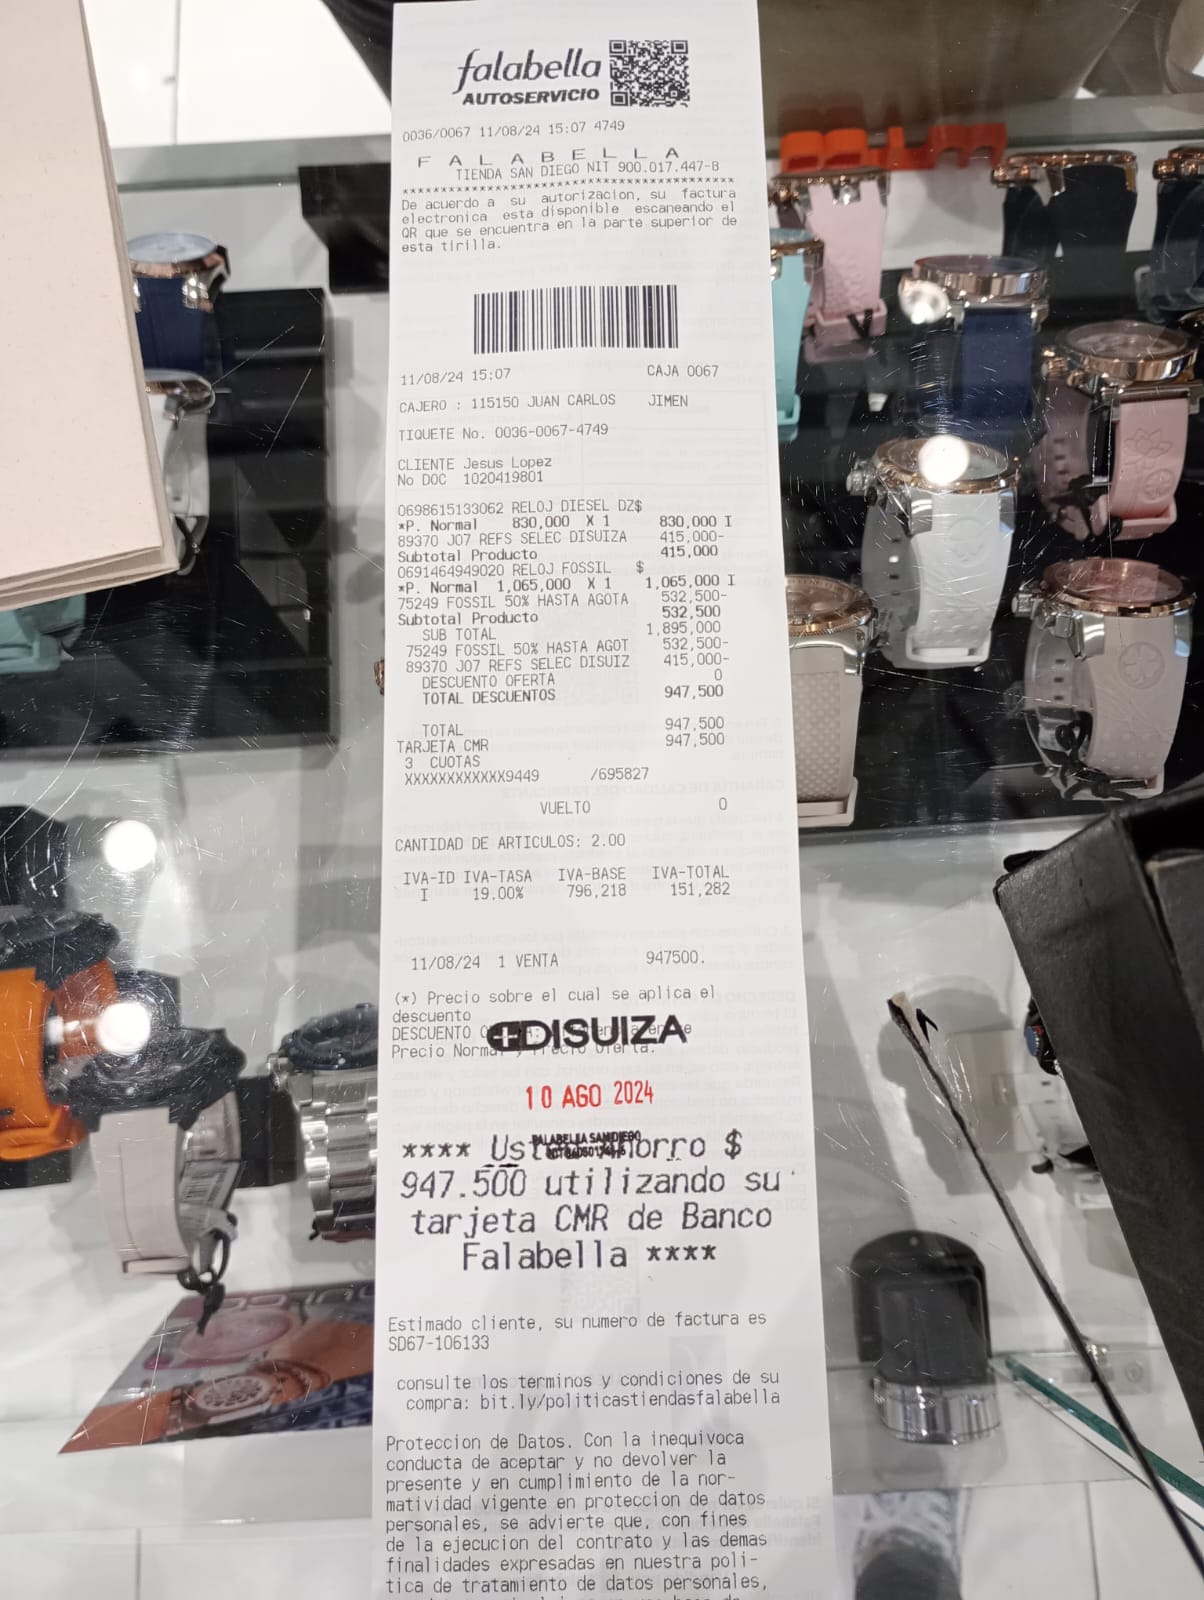 falabella
AUTOSERVICIO
0036/0067 11/08/24 15:07 4749
F A L A B E L L A
TIENDA SAN DIEGO NIT 900.017.447-8
******************************************
De acuerdo a su autorizacion, su factura
electronica esta disponible escaneando el
QR que se encuentra en la parte superior de
esta tirilla.
11/08/24 15:07 CAJA 0067
CAJERO : 115150 JUAN CARLOS JIMEN
TIQUETE No. 0036-0067-4749
CLIENTE Jesus Lopez
No DOC 1020419801
0698615133062 RELOJ DIESEL DZ$
*P. Normal 830,000 X 1 830,000 I
89370 J07 REFS SELEC DISUIZA 415,000-
Subtotal Producto 415,000
0691464949020 RELOJ FOSSIL $
*P. Normal 1,065,000 X 1 1,065,000 I
75249 FOSSIL 50% HASTA AGOTA 532,500-
Subtotal Producto 532,500
SUB TOTAL 1,895,000
75249 FOSSIL 50% HASTA AGOT 532,500-
89370 J07 REFS SELEC DISUIZ 415,000-
DESCUENTO OFERTA 0
TOTAL DESCUENTOS 947,500
TOTAL 947,500
TARJETA CMR 947,500
3 CUOTAS
XXXXXXXXXXXX9449 /695827
VUELTO 0
CANTIDAD DE ARTICULOS: 2.00
IVA-ID IVA-TASA IVA-BASE IVA-TOTAL
I 19.00% 796,218 151,282
11/08/24 1 VENTA 947500.
(*) Precio sobre el cual se aplica el
descuento
DESCUENTO
Precio Precio Oferta.
DISUIZA
10 AGO 2024
FALABELLA SAN DIEGO
**** Usted ahorro $
947.500 utilizando su
tarjeta CMR de Banco
Falabella ****
Estimado cliente, su numero de factura es
SD67-106133
consulte los terminos y condiciones de su
compra: bit.ly/politicastiendasfalabella
Proteccion de Datos. Con la inequivoca
conducta de aceptar y no devolver la
presente y en cumplimiento de la nor-
matividad vigente en proteccion de datos
personales, se advierte que, con fines
de la ejecucion del contrato y las demas
finalidades expresadas en nuestra poli-
tica de tratamiento de datos personales,